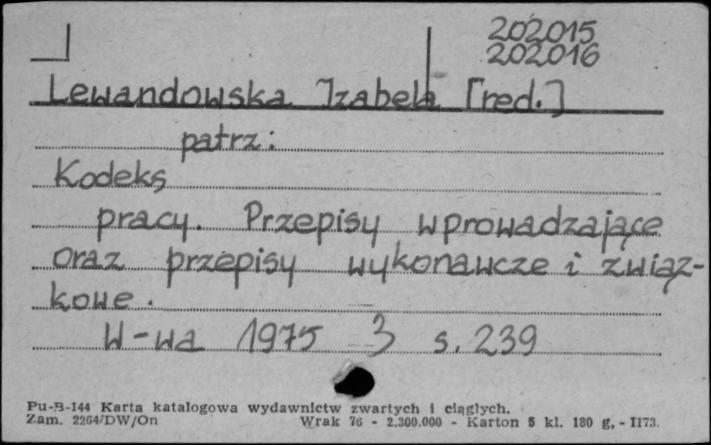 202015
202016
Lewandowska Izabela [red.]
patrz:
Kodeks
pracy. Przepisy wprowadzające
oraz przepisy wykonawcze i związ-
kowe.
W-wa 1975 3 s. 239
Pu-B-144 Karta katalogowa wydawnictw zwartych i ciągłych.
Zam. 2264/DW/On Wrak 76 - 2.300.000 - Karton 5 kl. 180 g, - II73.